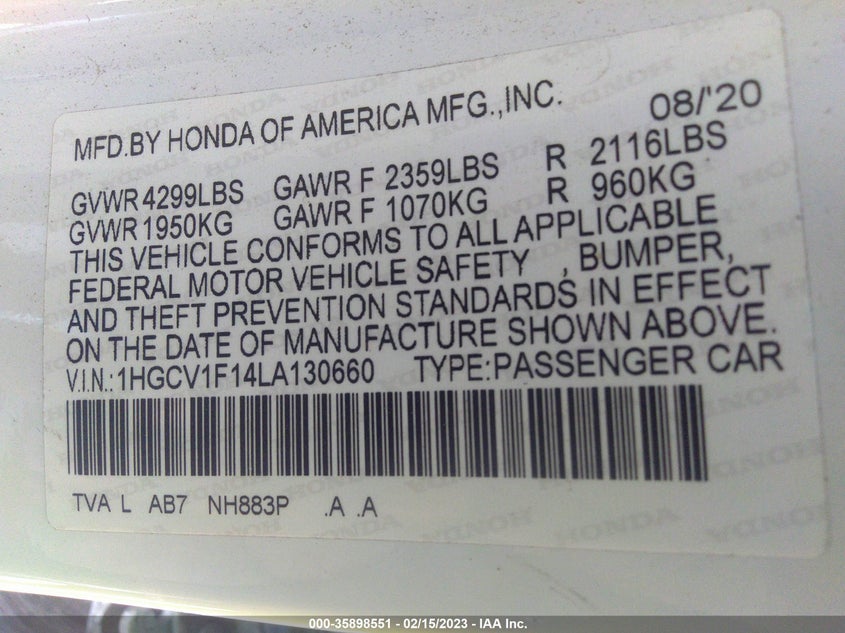 MFD.BY HONDA OF AMERICA MFG.,INC. 08/'20
GVWR 4299LBS GAWR F 2359LBS R 2116LBS
GVWR 1950KG GAWR F 1070KG R 960KG
THIS VEHICLE CONFORMS TO ALL APPLICABLE
FEDERAL MOTOR VEHICLE SAFETY , BUMPER,
AND THEFT PREVENTION STANDARDS IN EFFECT
ON THE DATE OF MANUFACTURE SHOWN ABOVE.
V.I.N.:1HGCV1F14LA130660 TYPE:PASSENGER CAR
TVA L AB7 NH883P .A .A
000-35898551 - 02/15/2023 - IAA Inc.